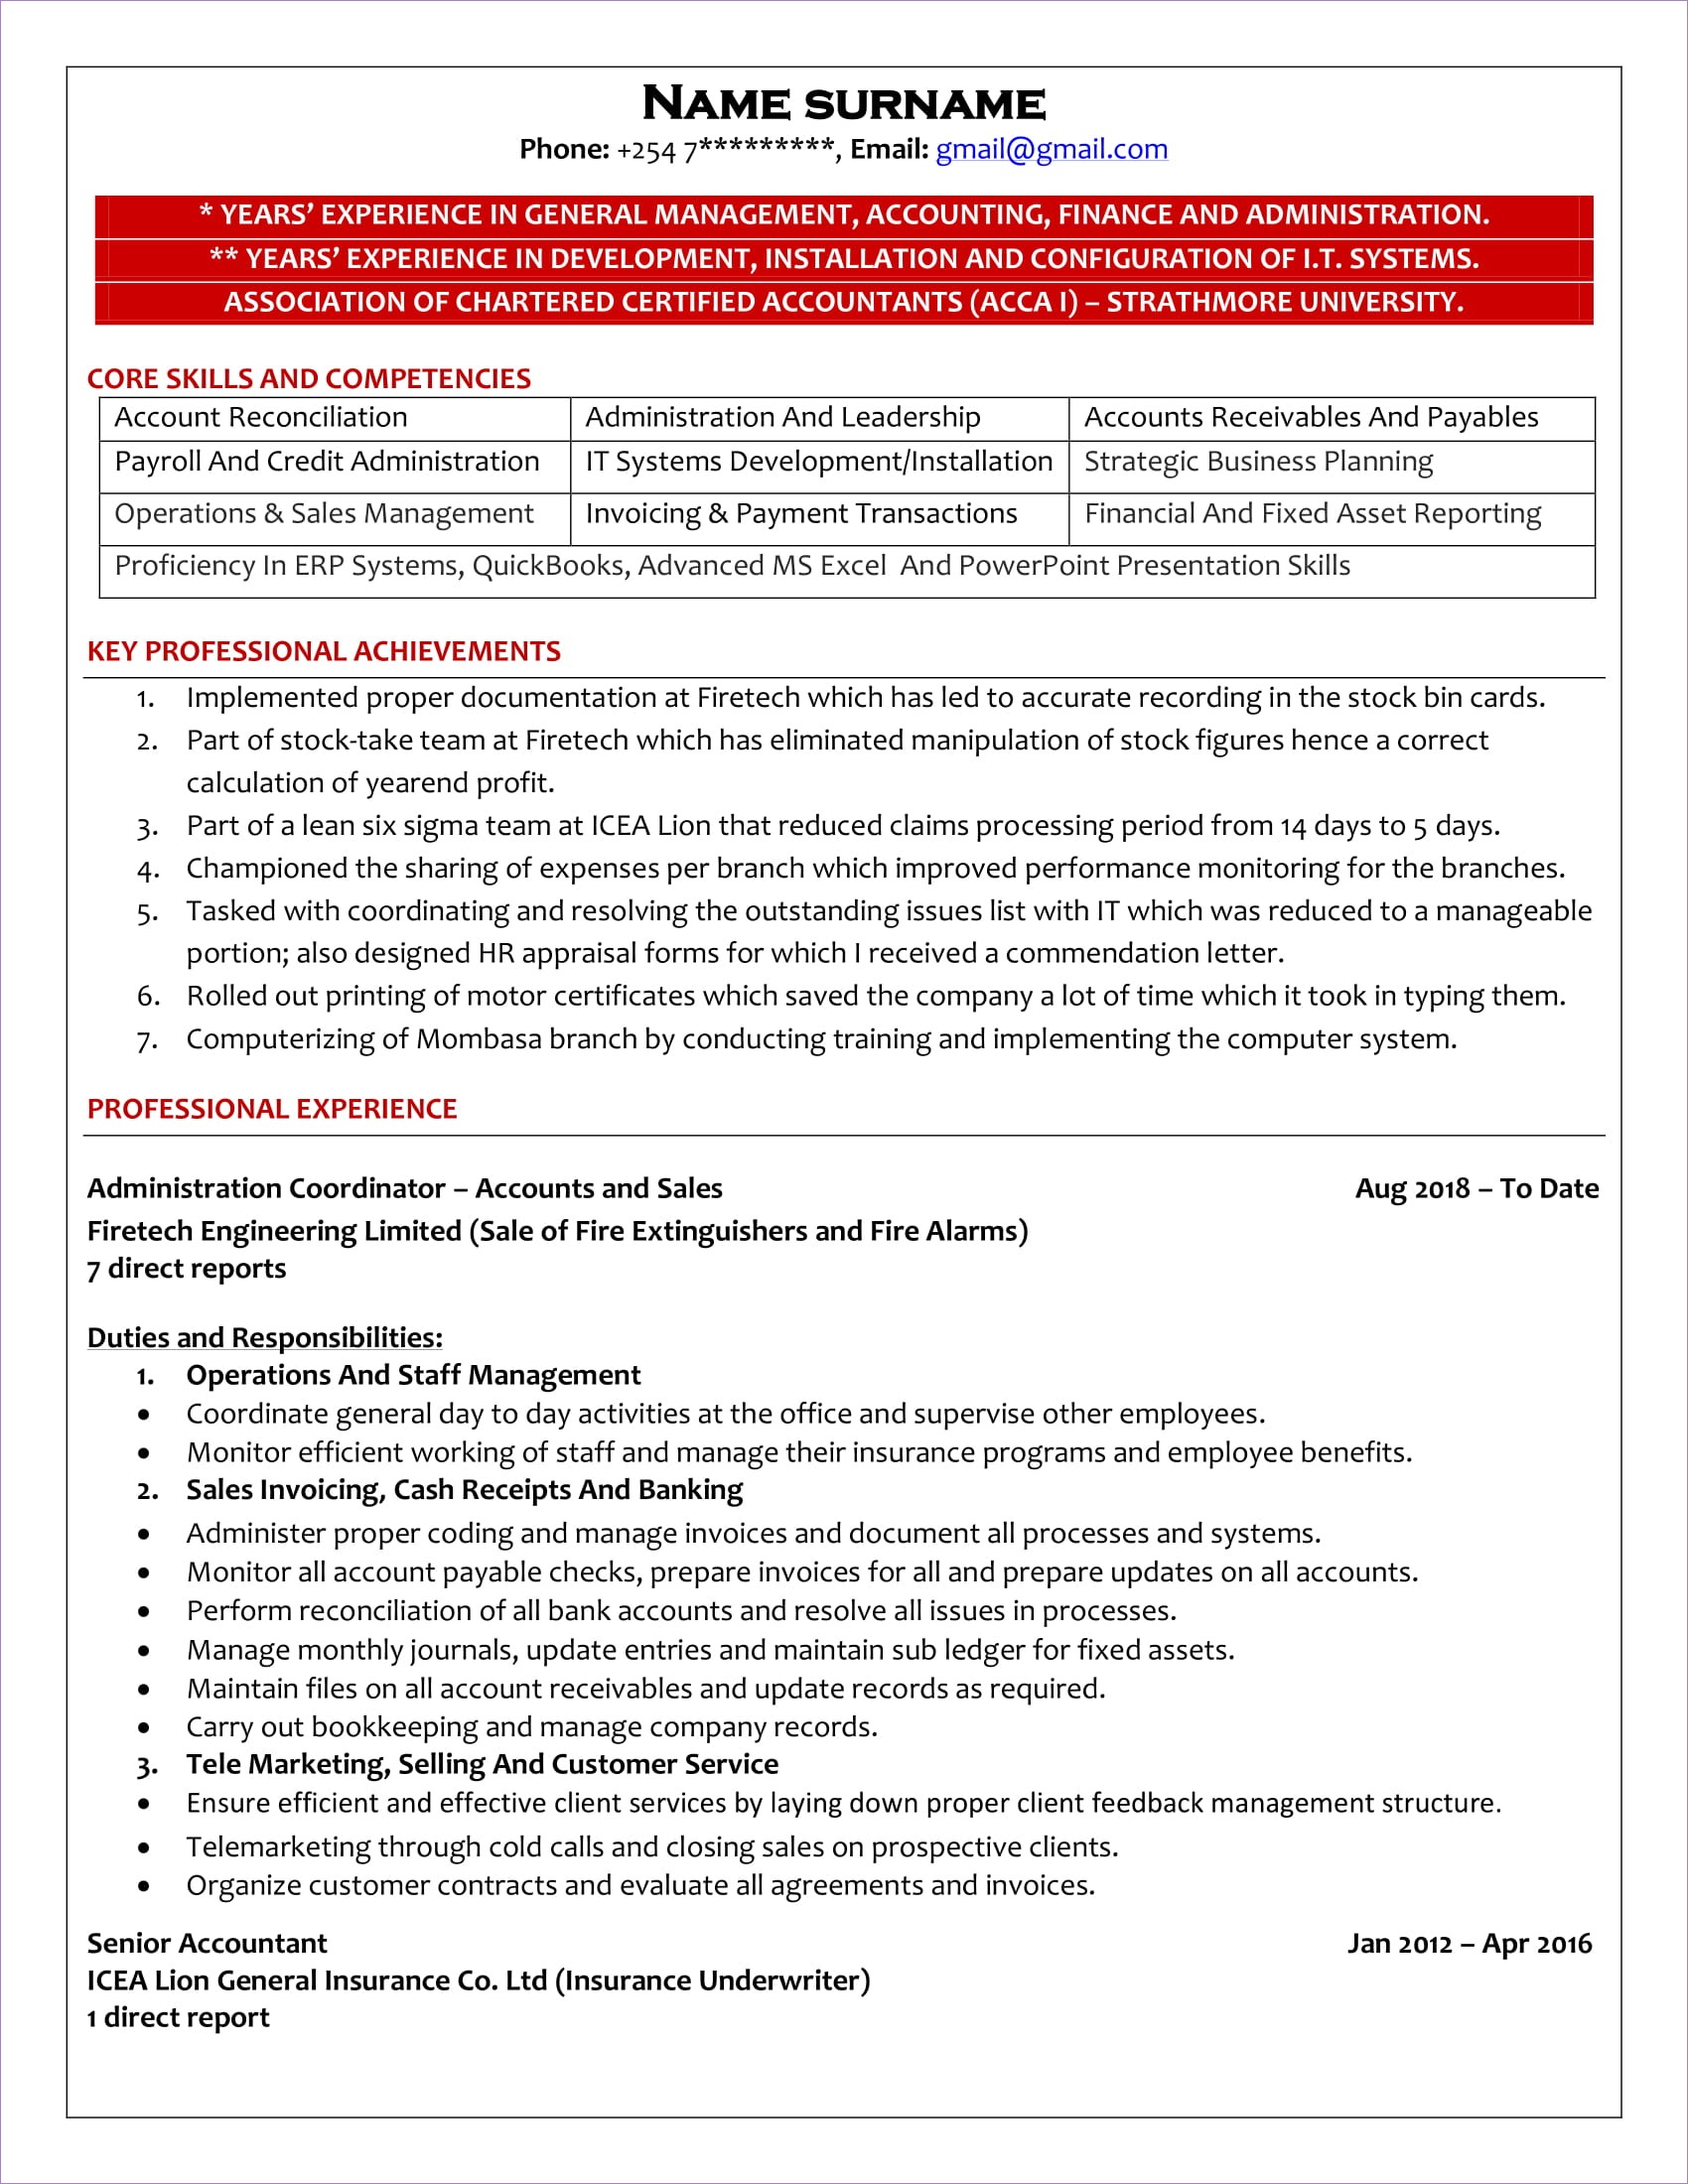 NAME SURNAME
Phone: +254 7*********, Email: gmail@gmail.com
* YEARS’ EXPERIENCE IN GENERAL MANAGEMENT, ACCOUNTING, FINANCE AND ADMINISTRATION.
** YEARS’ EXPERIENCE IN DEVELOPMENT, INSTALLATION AND CONFIGURATION OF I.T. SYSTEMS.
ASSOCIATION OF CHARTERED CERTIFIED ACCOUNTANTS (ACCA I) – STRATHMORE UNIVERSITY.
CORE SKILLS AND COMPETENCIES
Account Reconciliation Administration And Leadership Accounts Receivables And Payables
Payroll And Credit Administration IT Systems Development/Installation Strategic Business Planning
Operations & Sales Management Invoicing & Payment Transactions Financial And Fixed Asset Reporting
Proficiency In ERP Systems, QuickBooks, Advanced MS Excel And PowerPoint Presentation Skills
KEY PROFESSIONAL ACHIEVEMENTS
1. Implemented proper documentation at Firetech which has led to accurate recording in the stock bin cards.
2. Part of stock-take team at Firetech which has eliminated manipulation of stock figures hence a correct
calculation of yearend profit.
3. Part of a lean six sigma team at ICEA Lion that reduced claims processing period from 14 days to 5 days.
4. Championed the sharing of expenses per branch which improved performance monitoring for the branches.
5. Tasked with coordinating and resolving the outstanding issues list with IT which was reduced to a manageable
portion; also designed HR appraisal forms for which I received a commendation letter.
6. Rolled out printing of motor certificates which saved the company a lot of time which it took in typing them.
7. Computerizing of Mombasa branch by conducting training and implementing the computer system.
PROFESSIONAL EXPERIENCE
Administration Coordinator – Accounts and Sales Aug 2018 – To Date
Firetech Engineering Limited (Sale of Fire Extinguishers and Fire Alarms)
7 direct reports
Duties and Responsibilities:
1. Operations And Staff Management
• Coordinate general day to day activities at the office and supervise other employees.
• Monitor efficient working of staff and manage their insurance programs and employee benefits.
2. Sales Invoicing, Cash Receipts And Banking
• Administer proper coding and manage invoices and document all processes and systems.
• Monitor all account payable checks, prepare invoices for all and prepare updates on all accounts.
• Perform reconciliation of all bank accounts and resolve all issues in processes.
• Manage monthly journals, update entries and maintain sub ledger for fixed assets.
• Maintain files on all account receivables and update records as required.
• Carry out bookkeeping and manage company records.
3. Tele Marketing, Selling And Customer Service
• Ensure efficient and effective client services by laying down proper client feedback management structure.
• Telemarketing through cold calls and closing sales on prospective clients.
• Organize customer contracts and evaluate all agreements and invoices.
Senior Accountant Jan 2012 – Apr 2016
ICEA Lion General Insurance Co. Ltd (Insurance Underwriter)
1 direct report